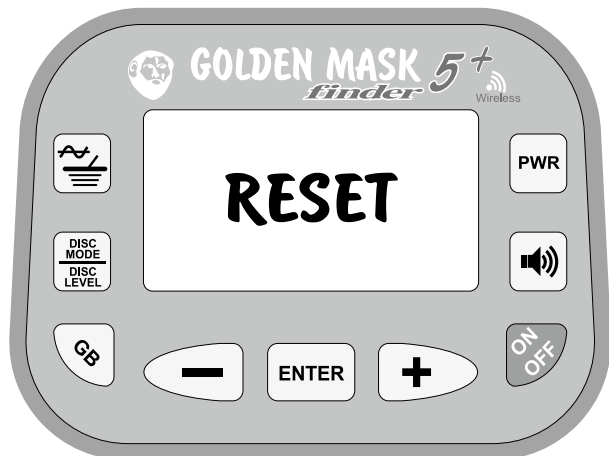 GOLDEN MASK 5+
finder
Wireless
RESET
PWR
DISC
MODE
DISC
LEVEL
GB
−
ENTER
+
ON
OFF